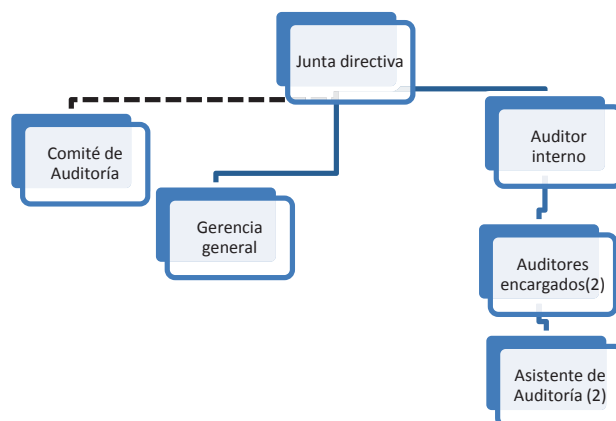 Junta directiva
Comité de
Auditoría
Gerencia
general
Auditor
interno
Auditores
encargados(2)
Asistente de
Auditoría (2)